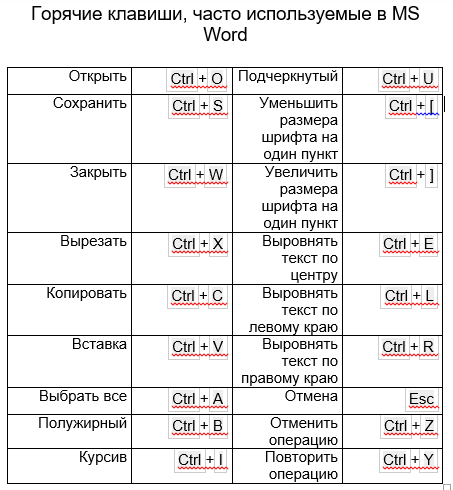 Горячие клавиши, часто используемые в MS
Word
Открыть Ctrl + O Подчеркнутый Ctrl + U
Сохранить Ctrl + S Уменьшить Ctrl + [
размера
шрифта на
один пункт
Закрыть Ctrl + W Увеличить Ctrl + ]
размера
шрифта на
один пункт
Вырезать Ctrl + X Выровнять Ctrl + E
текст по
центру
Копировать Ctrl + C Выровнять Ctrl + L
текст по
левому краю
Вставка Ctrl + V Выровнять Ctrl + R
текст по
правому краю
Выбрать все Ctrl + A Отмена Esc
Полужирный Ctrl + B Отменить Ctrl + Z
операцию
Курсив Ctrl + I Повторить Ctrl + Y
операцию